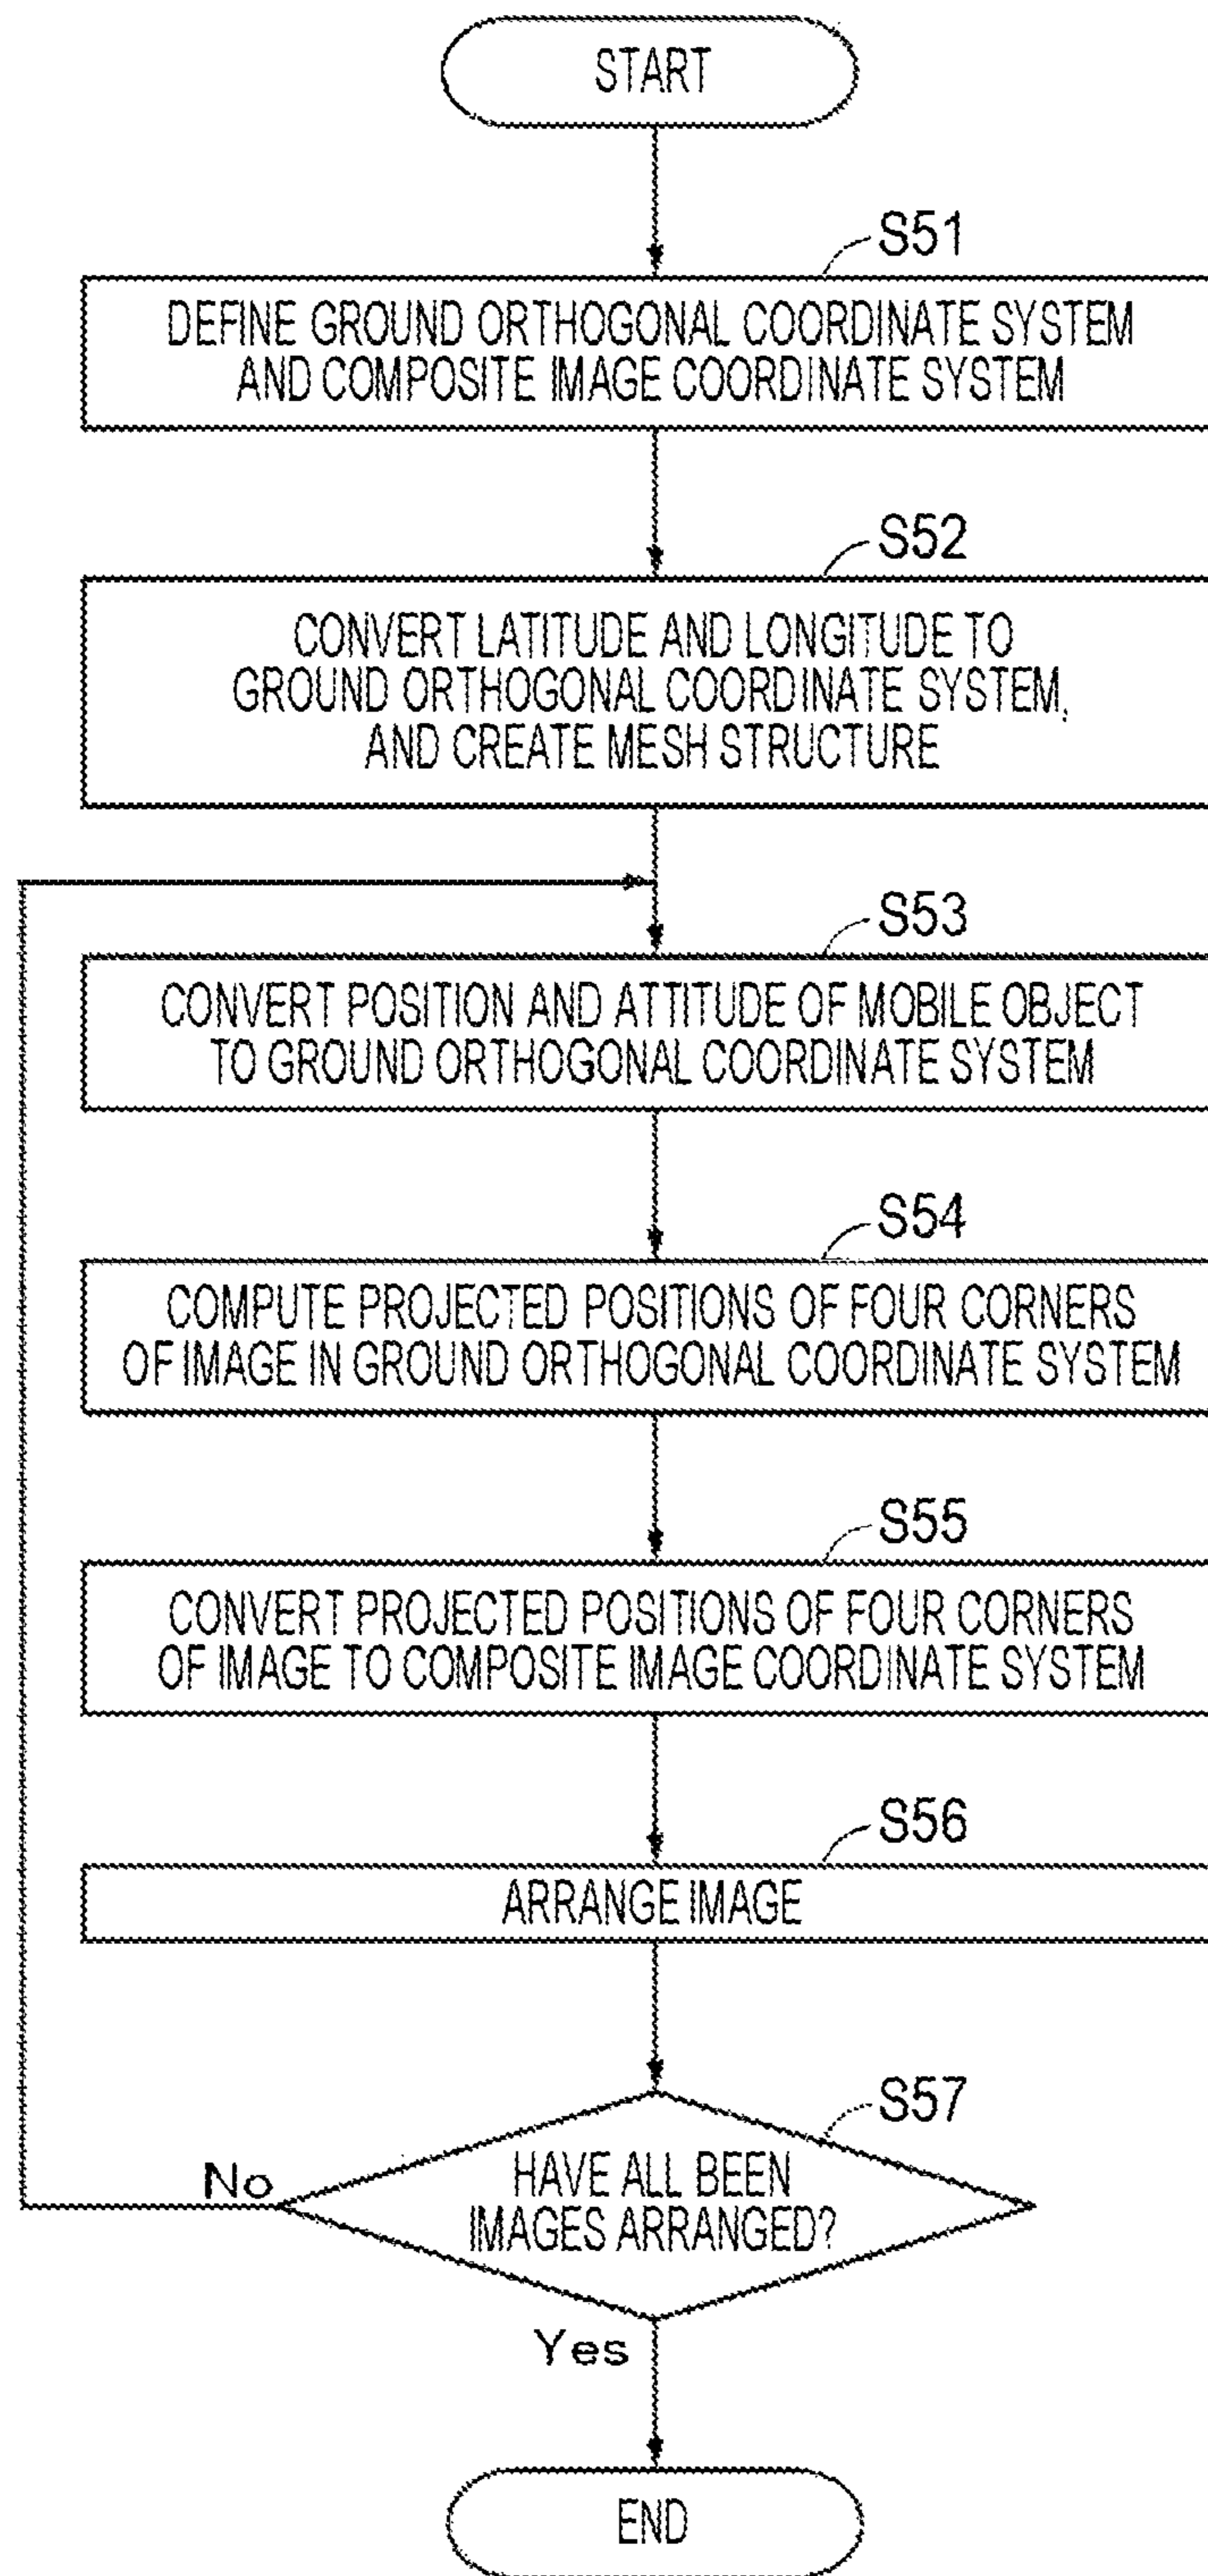 START
S51
DEFINE GROUND ORTHOGONAL COORDINATE SYSTEM
AND COMPOSITE IMAGE COORDINATE SYSTEM
S52
CONVERT LATITUDE AND LONGITUDE TO
GROUND ORTHOGONAL COORDINATE SYSTEM,
AND CREATE MESH STRUCTURE
S53
CONVERT POSITION AND ATTITUDE OF MOBILE OBJECT
TO GROUND ORTHOGONAL COORDINATE SYSTEM
S54
COMPUTE PROJECTED POSITIONS OF FOUR CORNERS
OF IMAGE IN GROUND ORTHOGONAL COORDINATE SYSTEM
S55
CONVERT PROJECTED POSITIONS OF FOUR CORNERS
OF IMAGE TO COMPOSITE IMAGE COORDINATE SYSTEM
S56
ARRANGE IMAGE
S57
HAVE ALL BEEN
IMAGES ARRANGED?
No
Yes
END